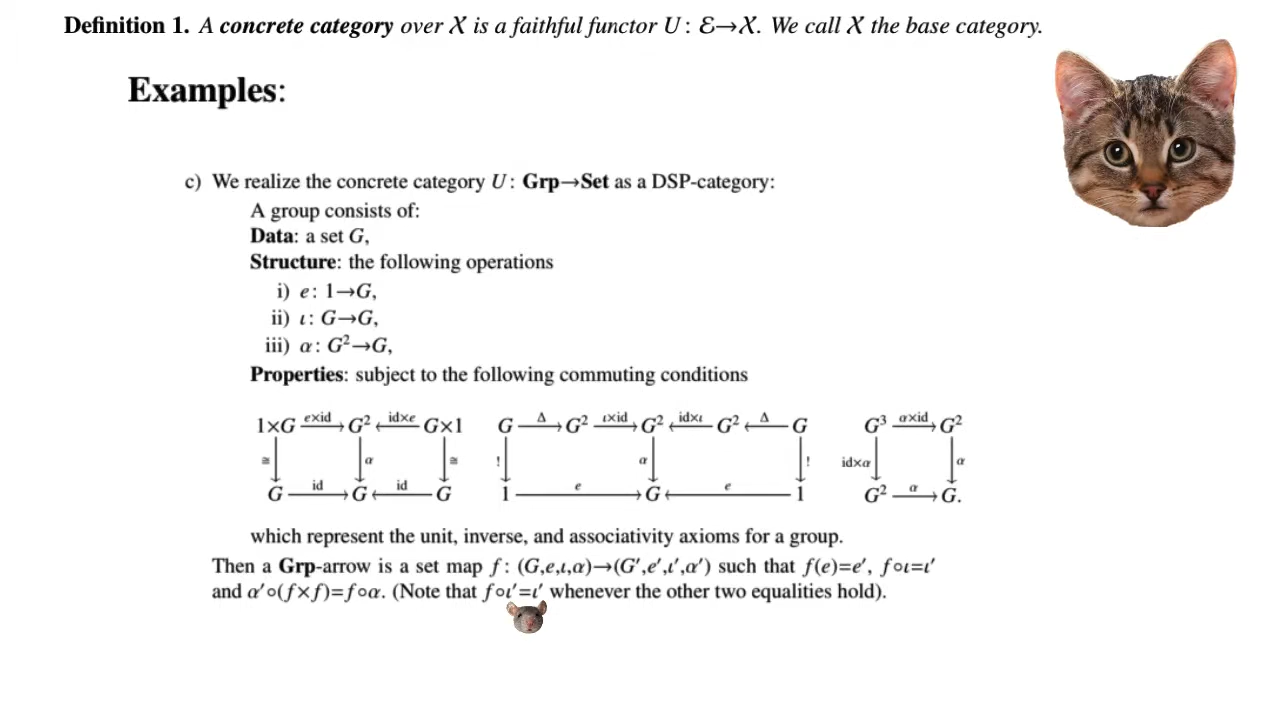 Definition 1. A concrete category over X is a faithful functor U : ℰ→X. We call X the base category.
Examples:
c) We realize the concrete category U : Grp→Set as a DSP-category:
A group consists of:
Data: a set G,
Structure: the following operations
i) e: 1→G,
ii) ι: G→G,
iii) α: G²→G,
Properties: subject to the following commuting conditions
1×G e×id G² id×e G×1 G Δ G² ι×id G² id×ι G² Δ G G³ α×id G²
≅ α ≅ ! α ! id×α α
G id G id G 1 e G e 1 G² α G.
which represent the unit, inverse, and associativity axioms for a group.
Then a Grp-arrow is a set map f : (G,e,ι,α)→(G′,e′,ι′,α′) such that f(e)=e′, f∘ι=ι′
and α′∘(f×f)=f∘α. (Note that f∘ι′=ι′ whenever the other two equalities hold).